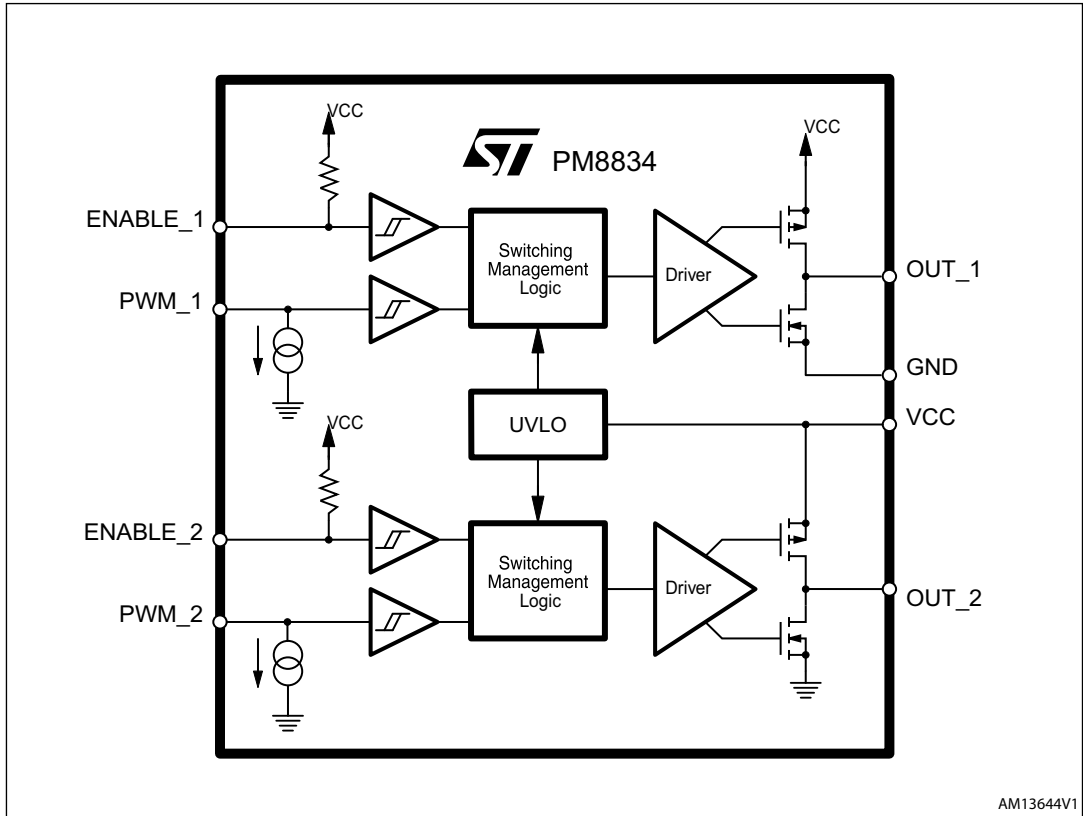 VCC
VCC
ST PM8834
ENABLE_1
Switching
Management
Logic
Driver
OUT_1
PWM_1
GND
VCC
UVLO
VCC
ENABLE_2
Switching
Management
Logic
Driver
OUT_2
PWM_2
AM13644V1